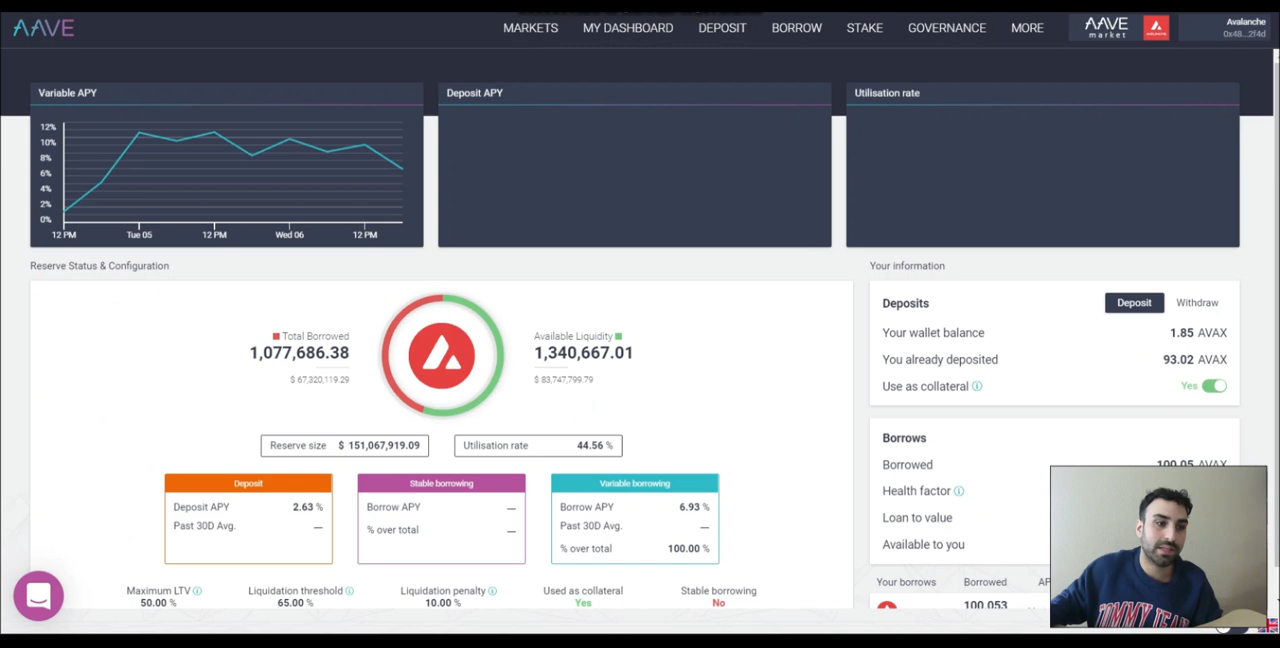 AAVE
MARKETS MY DASHBOARD DEPOSIT BORROW STAKE GOVERNANCE MORE
AAVE
market
Avalanche
0x48...2f4d
Variable APY
12%
10%
8%
6%
4%
2%
0%
12 PM Tue 05 12 PM Wed 06 12 PM
Deposit APY
Utilisation rate
Reserve Status & Configuration
Total Borrowed
1,077,686.38
$ 67,320,119.29
Available Liquidity
1,340,667.01
$ 83,747,799.79
Reserve size $ 151,067,919.09
Utilisation rate 44.56 %
Deposit
Deposit APY 2.63 %
Past 30D Avg. —
Stable borrowing
Borrow APY —
% over total —
Variable borrowing
Borrow APY 6.93 %
Past 30D Avg. —
% over total 100.00 %
Maximum LTV
50.00 %
Liquidation threshold
65.00 %
Liquidation penalty
10.00 %
Used as collateral
Yes
Stable borrowing
No
Your information
Deposits Deposit Withdraw
Your wallet balance 1.85 AVAX
You already deposited 93.02 AVAX
Use as collateral Yes
Borrows
Borrowed 100.05 AVAX
Health factor
Loan to value
Available to you
Your borrows Borrowed
100.053
TOMMY JEANS